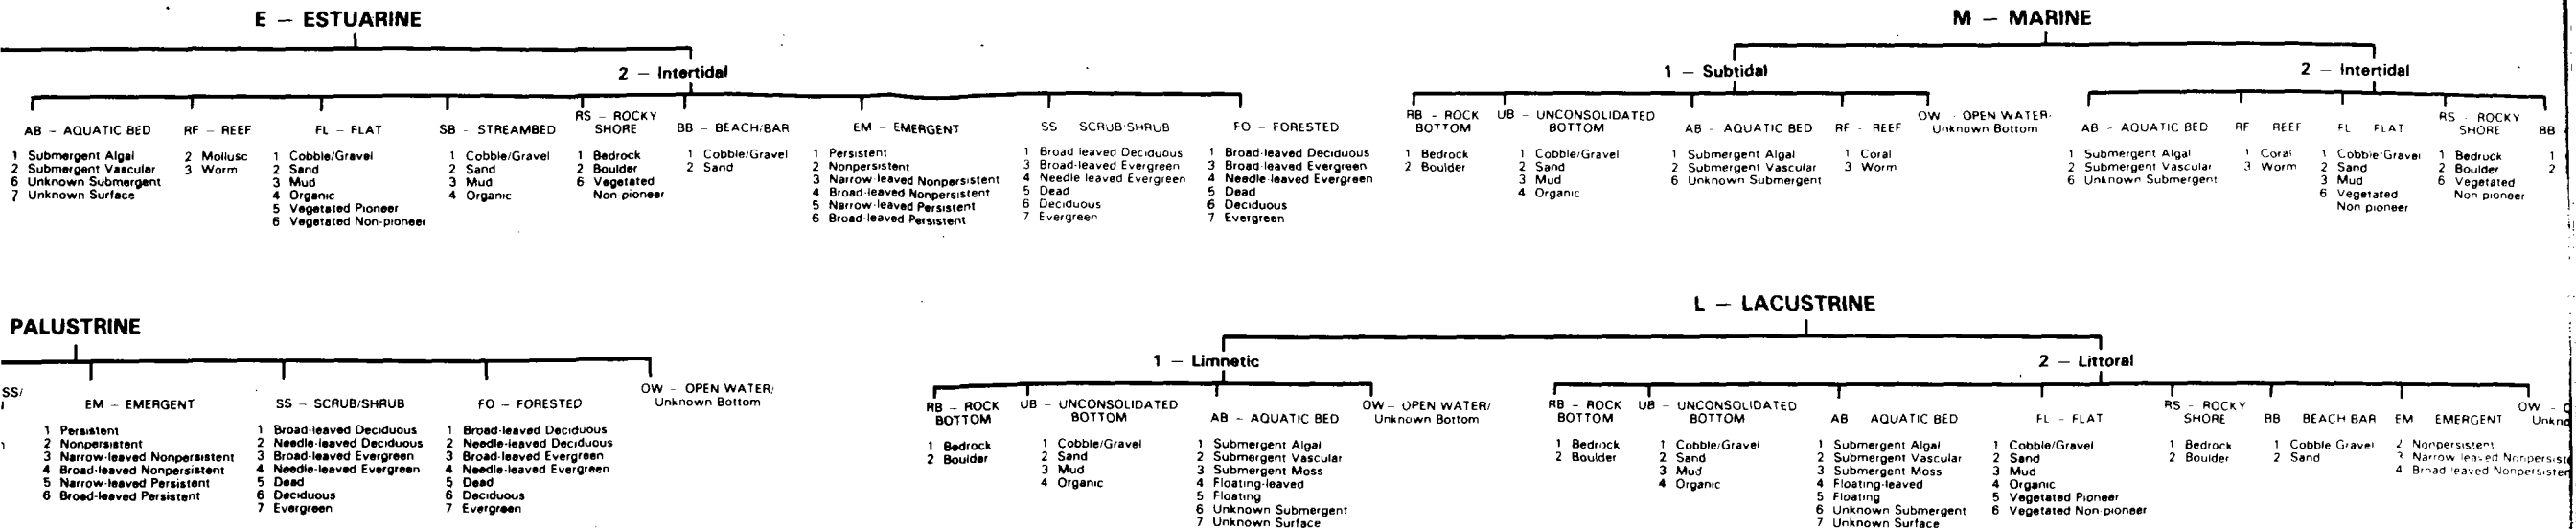 E – ESTUARINE
2 – Intertidal
AB – AQUATIC BED
1 Submergent Algal
2 Submergent Vascular
6 Unknown Submergent
7 Unknown Surface
RF – REEF
2 Mollusc
3 Worm
FL – FLAT
1 Cobble/Gravel
2 Sand
3 Mud
4 Organic
5 Vegetated Pioneer
6 Vegetated Non-pioneer
SB – STREAMBED
1 Cobble/Gravel
2 Sand
3 Mud
4 Organic
RS – ROCKY
SHORE
1 Bedrock
2 Boulder
6 Vegetated
Non-pioneer
BB – BEACH/BAR
1 Cobble/Gravel
2 Sand
EM – EMERGENT
1 Persistent
2 Nonpersistent
3 Narrow-leaved Nonpersistent
4 Broad-leaved Nonpersistent
5 Narrow-leaved Persistent
6 Broad-leaved Persistent
SS SCRUB/SHRUB
1 Broad leaved Deciduous
3 Broad-leaved Evergreen
4 Needle leaved Evergreen
5 Dead
6 Deciduous
7 Evergreen
FO – FORESTED
1 Broad-leaved Deciduous
3 Broad-leaved Evergreen
4 Needle-leaved Evergreen
5 Dead
6 Deciduous
7 Evergreen
M – MARINE
1 – Subtidal
RB – ROCK
BOTTOM
1 Bedrock
2 Boulder
UB – UNCONSOLIDATED
BOTTOM
1 Cobble/Gravel
2 Sand
3 Mud
4 Organic
AB – AQUATIC BED
1 Submergent Algal
2 Submergent Vascular
6 Unknown Submergent
RF – REEF
1 Coral
3 Worm
OW – OPEN WATER/
Unknown Bottom
2 – Intertidal
AB – AQUATIC BED
1 Submergent Algal
2 Submergent Vascular
6 Unknown Submergent
RF REEF
1 Coral
3 Worm
FL FLAT
1 Cobble Gravel
2 Sand
3 Mud
6 Vegetated
Non pioneer
RS – ROCKY
SHORE
1 Bedrock
2 Boulder
6 Vegetated
Non pioneer
BB
1
2
PALUSTRINE
SS/
EM – EMERGENT
1 Persistent
2 Nonpersistent
3 Narrow-leaved Nonpersistent
4 Broad-leaved Nonpersistent
5 Narrow-leaved Persistent
6 Broad-leaved Persistent
SS – SCRUB/SHRUB
1 Broad-leaved Deciduous
2 Needle-leaved Deciduous
3 Broad-leaved Evergreen
4 Needle-leaved Evergreen
5 Dead
6 Deciduous
7 Evergreen
FO – FORESTED
1 Broad-leaved Deciduous
2 Needle-leaved Deciduous
3 Broad-leaved Evergreen
4 Needle-leaved Evergreen
5 Dead
6 Deciduous
7 Evergreen
OW – OPEN WATER/
Unknown Bottom
L – LACUSTRINE
1 – Limnetic
RB – ROCK
BOTTOM
1 Bedrock
2 Boulder
UB – UNCONSOLIDATED
BOTTOM
1 Cobble/Gravel
2 Sand
3 Mud
4 Organic
AB – AQUATIC BED
1 Submergent Algal
2 Submergent Vascular
3 Submergent Moss
4 Floating-leaved
5 Floating
6 Unknown Submergent
7 Unknown Surface
OW – OPEN WATER/
Unknown Bottom
2 – Littoral
RB – ROCK
BOTTOM
1 Bedrock
2 Boulder
UB – UNCONSOLIDATED
BOTTOM
1 Cobble/Gravel
2 Sand
3 Mud
4 Organic
AB AQUATIC BED
1 Submergent Algal
2 Submergent Vascular
3 Submergent Moss
4 Floating-leaved
5 Floating
6 Unknown Submergent
7 Unknown Surface
FL – FLAT
1 Cobble/Gravel
2 Sand
3 Mud
4 Organic
5 Vegetated Pioneer
6 Vegetated Non-pioneer
RS – ROCKY
SHORE
1 Bedrock
2 Boulder
BB BEACH BAR
1 Cobble Gravel
2 Sand
EM EMERGENT
2 Nonpersistent
3 Narrow leaved Nonpersiste
4 Broad leaved Nonpersisten
OW –